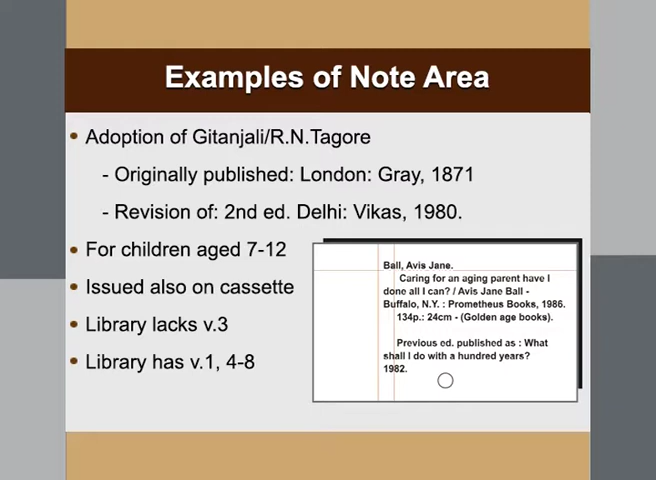 Examples of Note Area
• Adoption of Gitanjali/R.N.Tagore
- Originally published: London: Gray, 1871
- Revision of: 2nd ed. Delhi: Vikas, 1980.
• For children aged 7-12
• Issued also on cassette
• Library lacks v.3
• Library has v.1, 4-8
Ball, Avis Jane.
Caring for an aging parent have I
done all I can? / Avis Jane Ball -
Buffalo, N.Y. : Prometheus Books, 1986.
134p.: 24cm - (Golden age books).
Previous ed. published as : What
shall I do with a hundred years?
1982.